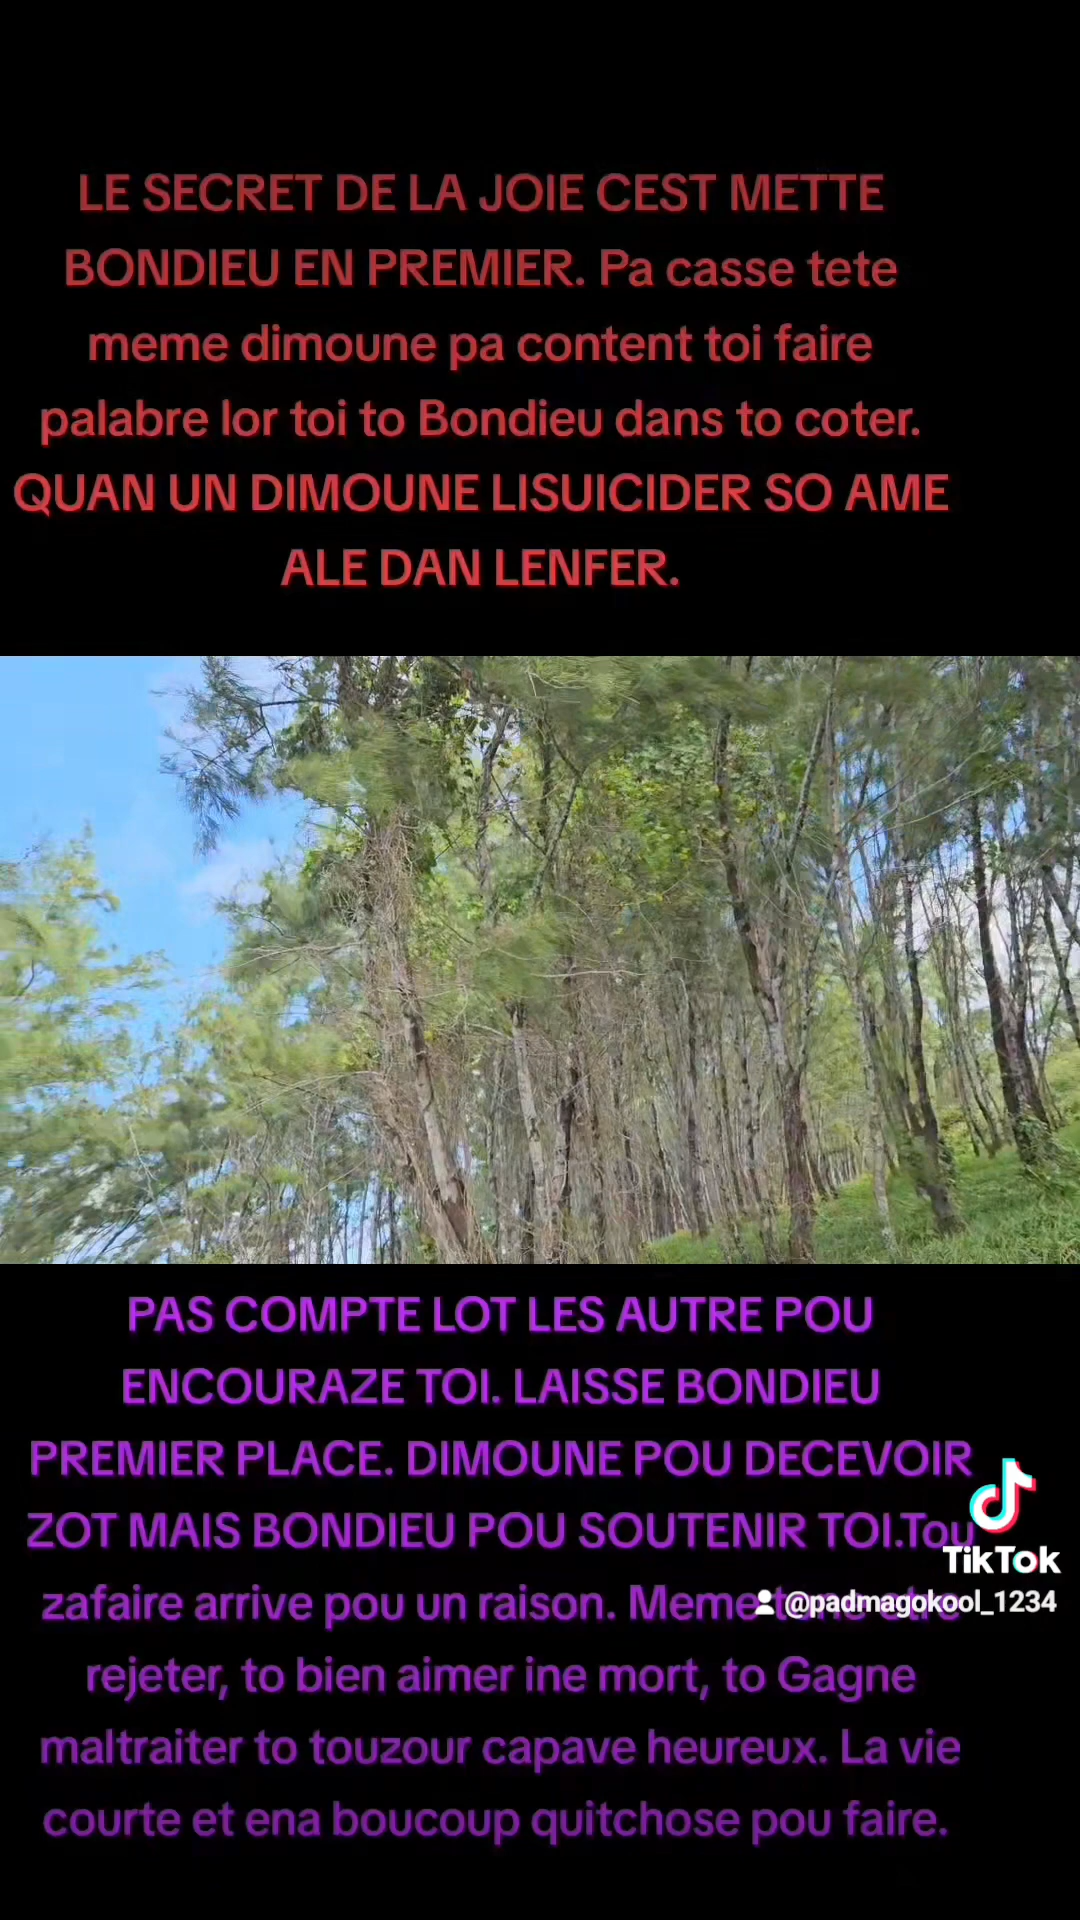 LE SECRET DE LA JOIE CEST METTE
BONDIEU EN PREMIER. Pa casse tete
meme dimoune pa content toi faire
palabre lor toi to Bondieu dans to coter.
QUAN UN DIMOUNE LISUICIDER SO AME
ALE DAN LENFER.
PAS COMPTE LOT LES AUTRE POU
ENCOURAZE TOI. LAISSE BONDIEU
PREMIER PLACE. DIMOUNE POU DECEVOIR
ZOT MAIS BONDIEU POU SOUTENIR TOI.Tou
TikTok
zafaire arrive pou un raison. Meme
@padmagokool_1234
rejeter, to bien aimer ine mort, to Gagne
maltraiter to touzour capave heureux. La vie
courte et ena boucoup quitchose pou faire.